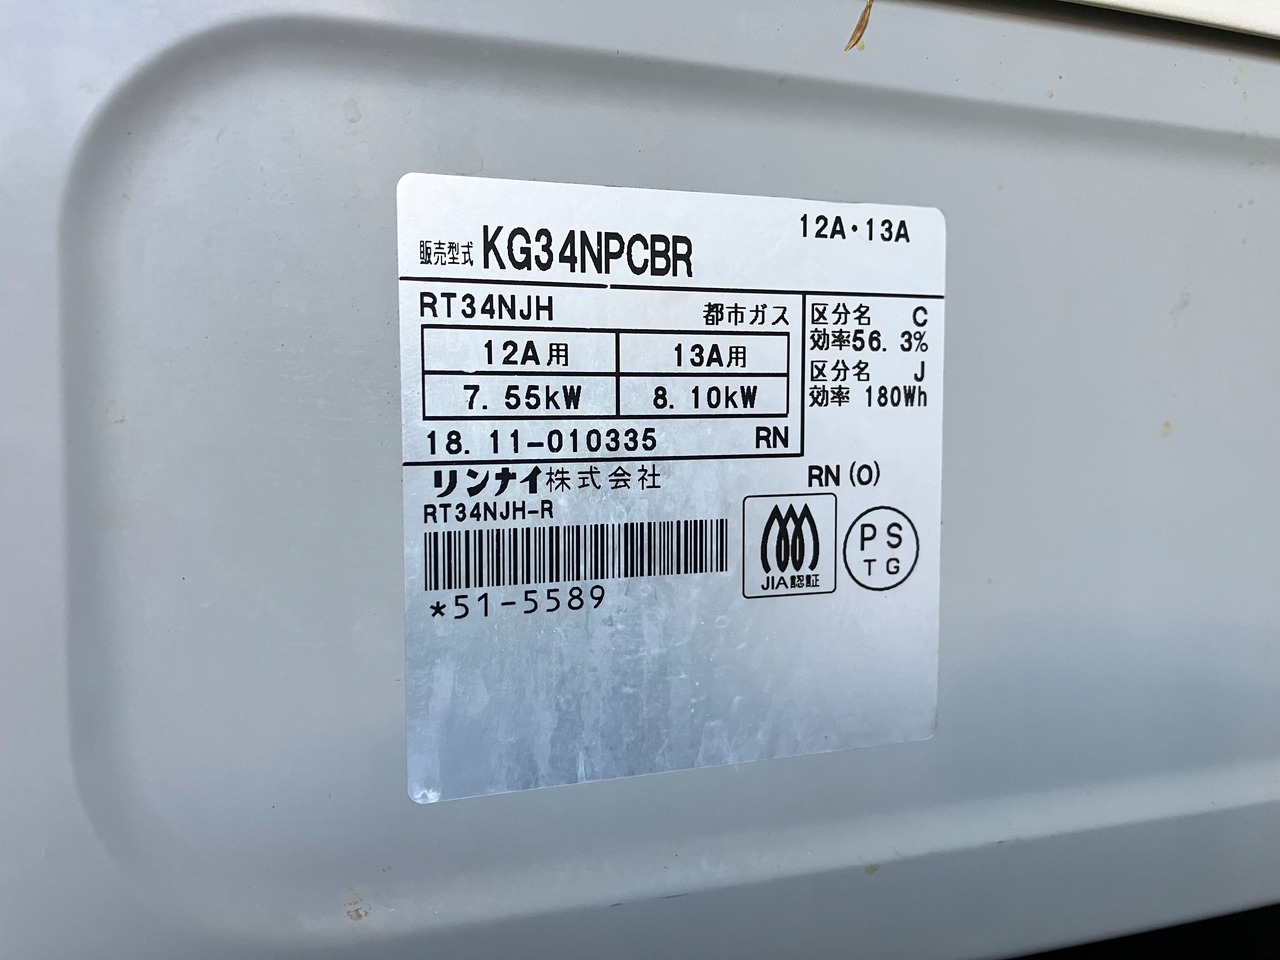 12A・13A
販売型式 KG34NPCBR
RT34NJH 都市ガス
12A用 13A用
7.55kW 8.10kW
18.11-010335 RN
区分名 C
効率56.3%
区分名 J
効率 180Wh
リンナイ株式会社
RN(O)
RT34NJH-R
*51-5589
JIA認証
PS
TG